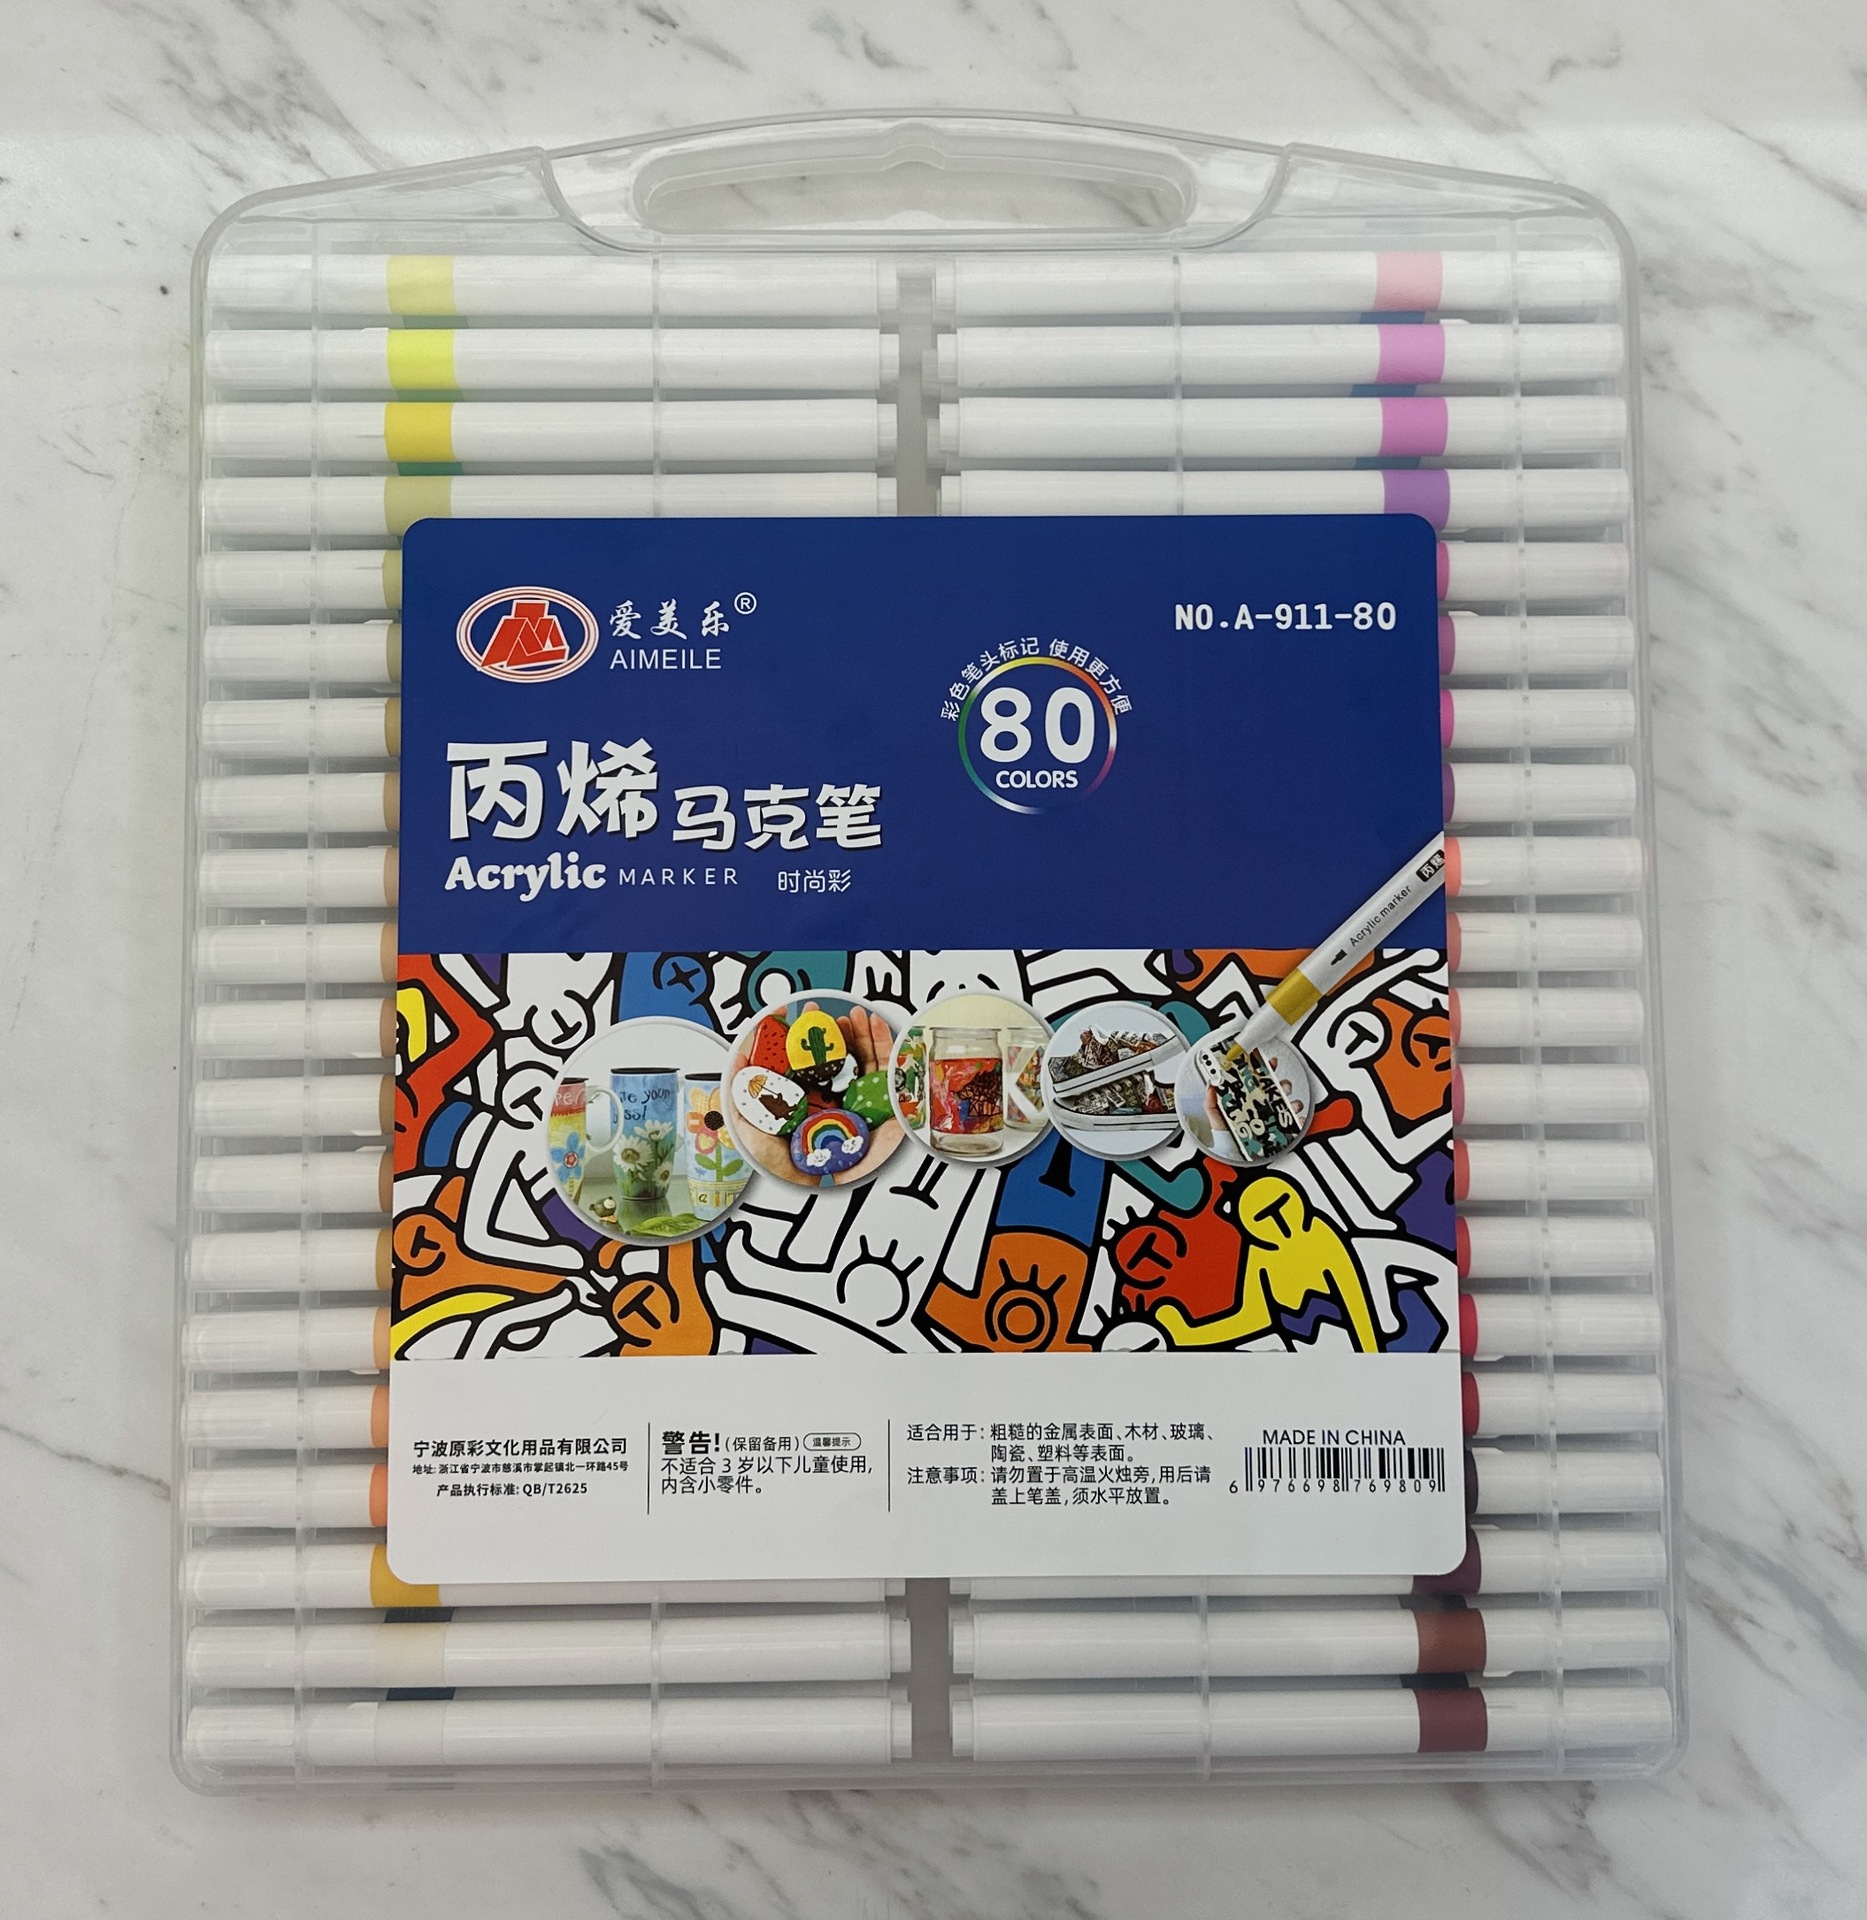 爱美乐®
AIMEILE
NO.A-911-80
彩色笔头标记 使用更方便
80
COLORS
丙烯马克笔
Acrylic MARKER 时尚彩
丙烯
Acrylic marker
宁波原彩文化用品有限公司
地址: 浙江省宁波市慈溪市掌起镇北一环路45号
产品执行标准: QB/T2625
警告! (保留备用) 温馨提示
不适合 3 岁以下儿童使用,
内含小零件。
适合用于: 粗糙的金属表面、木材、玻璃、
陶瓷、塑料等表面。
注意事项: 请勿置于高温火烛旁,用后请
盖上笔盖,须水平放置。
MADE IN CHINA
6 976698 769809